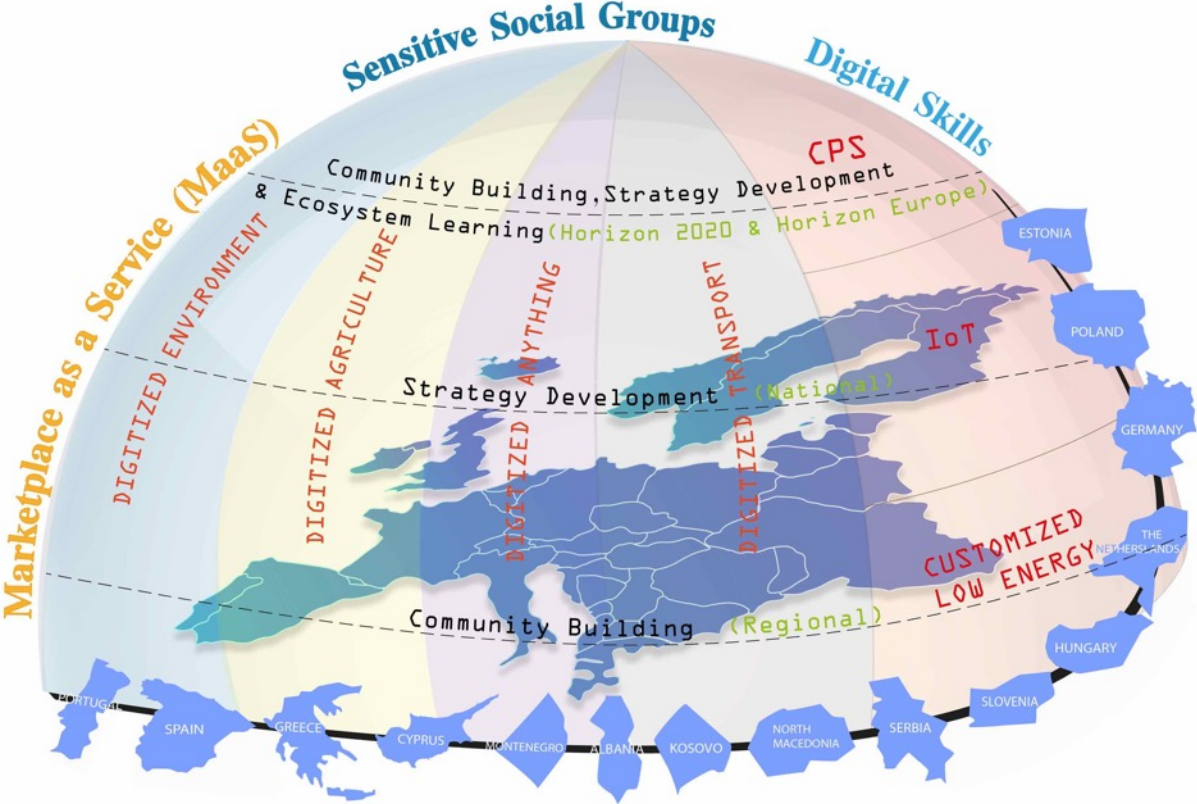 Sensitive Social Groups
Digital Skills
Marketplace as a Service (MaaS)
CPS
Community Building,Strategy Development
& Ecosystem Learning(Horizon 2020 & Horizon Europe)
DIGITIZED ENVIRONMENT
DIGITIZED AGRICULTURE
DIGITIZED ANYTHING
DIGITIZED TRANSPORT
IoT
Strategy Development (National)
CUSTOMIZED
LOW ENERGY
Community Building (Regional)
ESTONIA
POLAND
GERMANY
THE
NETHERSLANDS
HUNGARY
SLOVENIA
SERBIA
NORTH
MACEDONIA
KOSOVO
ALBANIA
MONTENEGRO
CYPRUS
GREECE
SPAIN
PORTUGAL